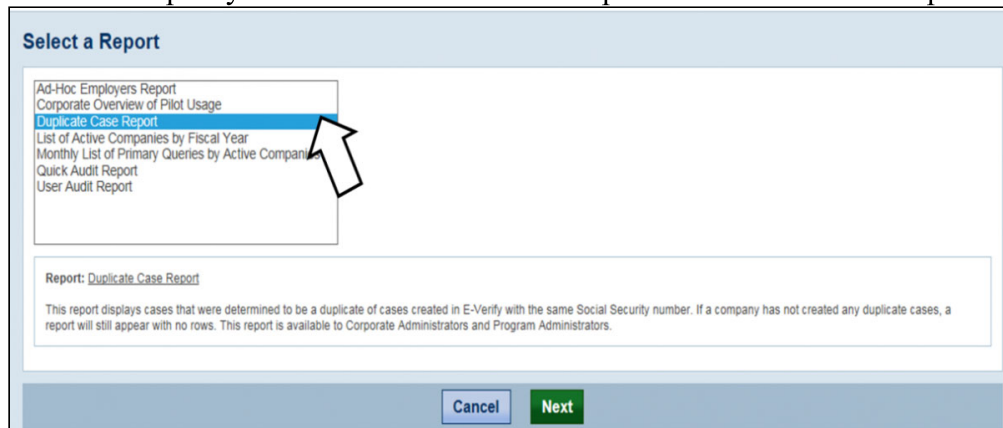 Select a Report
Ad-Hoc Employers Report
Corporate Overview of Pilot Usage
Duplicate Case Report
List of Active Companies by Fiscal Year
Monthly List of Primary Queries by Active Companies
Quick Audit Report
User Audit Report
Report: Duplicate Case Report
This report displays cases that were determined to be a duplicate of cases created in E-Verify with the same Social Security number. If a company has not created any duplicate cases, a
report will still appear with no rows. This report is available to Corporate Administrators and Program Administrators.
Cancel Next